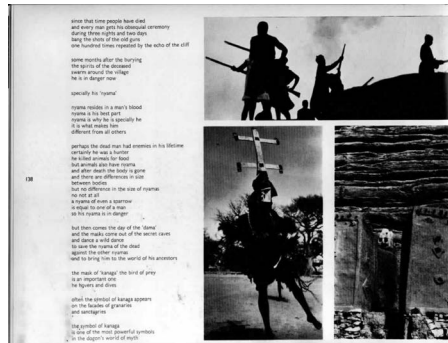 since that time people have died
and every man gets his obsequial ceremony
during three nights and two days
bang the shots of the old guns
one hundred times repeated by the echo of the cliff
some months after the burying
the spirits of the deceased
swarm around the village
he is in danger now
specially his 'nyama'
nyama resides in a man's blood
nyama is his best part
nyama is why he is specially he
it is what makes him
different from all others
perhaps the dead man had enemies in his lifetime
certainly he was a hunter
he killed animals for food
but animals also have nyama
and after death the body is gone
and there are differences in size
between bodies
but no difference in the size of nyamas
no not at all
a nyama of even a sparrow
is equal to one of a man
so his nyama is in danger
but then comes the day of the 'dama'
and the masks come out of the secret caves
and dance a wild dance
to save the nyama of the dead
against the other nyamas
and to bring him to the world of his ancestors
the mask of 'kanaga' the bird of prey
is an important one
he hovers and dives
often the symbol of kanaga appears
on the facades of granaries
and sanctuaries
the symbol of kanaga
is one of the most powerful symbols
in the dogon's world of myth